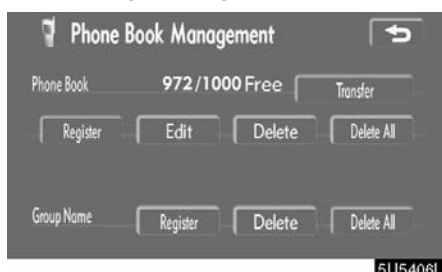 Phone Book Management
Phone Book 972/1000 Free Transfer
Register Edit Delete Delete All
Group Name Register Delete Delete All
5U5406L